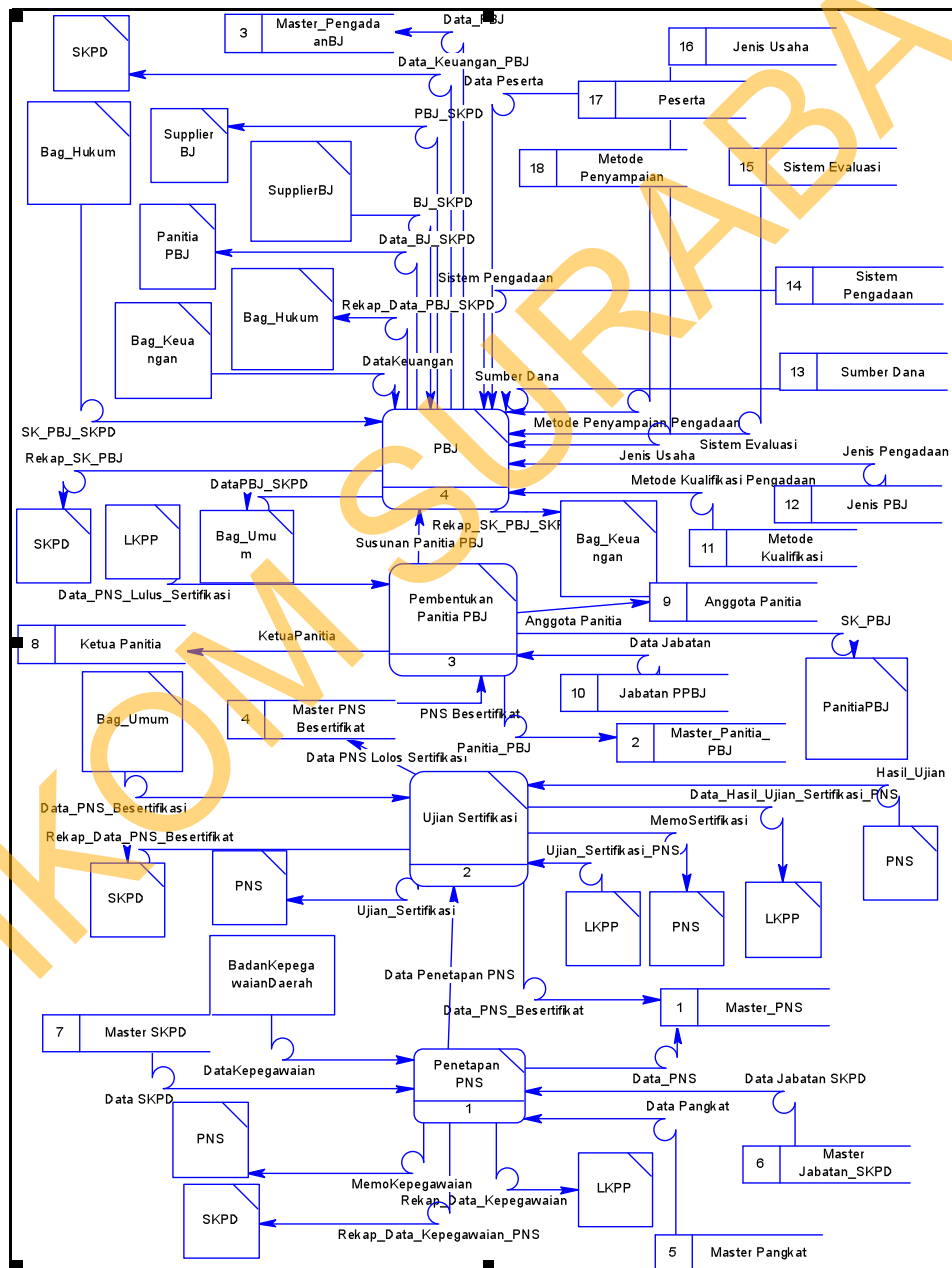 3
Master_Pengada
anBJ
Data_PBJ
SKPD
Data_Keuangan_PBJ
16
Jenis Usaha
Data Peserta
17
Peserta
Bag_Hukum
Supplier
BJ
PBJ_SKPD
SupplierBJ
18
Metode
Penyampaian
15
Sistem Evaluasi
BJ_SKPD
Panitia
PBJ
Data_BJ_SKPD
Sistem Pengadaan
14
Sistem
Pengadaan
Bag_Hukum
Rekap_Data_PBJ_SKPD
Bag_Keua
ngan
DataKeuangan
Sumber Dana
13
Sumber Dana
SK_PBJ_SKPD
PBJ
4
Metode Penyampaian Pengadaan
Sistem Evaluasi
Jenis Usaha
Jenis Pengadaan
Rekap_SK_PBJ
DataPBJ_SKPD
Metode Kualifikasi Pengadaan
12
Jenis PBJ
SKPD
LKPP
Bag_Umu
m
Rekap_SK_PBJ_SKP
Susunan Panitia PBJ
Bag_Keua
ngan
11
Metode
Kualifikasi
Data_PNS_Lulus_Sertifikasi
Pembentukan
Panitia PBJ
3
9
Anggota Panitia
Anggota Panitia
SK_PBJ
8
Ketua Panitia
KetuaPanitia
Data Jabatan
10
Jabatan PPBJ
PanitiaPBJ
Bag_Umum
4
Master PNS
Besertifikat
PNS Besertifikat
Panitia_PBJ
2
Master_Panitia_
PBJ
Data PNS Lolos Sertifikasi
Hasil_Ujian
Data_PNS_Besertifikasi
Ujian Sertifikasi
2
Data_Hasil_Ujian_Sertifikasi_PNS
MemoSertifikasi
Rekap_Data_PNS_Besertifikat
Ujian_Sertifikasi_PNS
PNS
SKPD
PNS
Ujian_Sertifikasi
LKPP
PNS
LKPP
BadanKepega
waianDaerah
Data Penetapan PNS
Data_PNS_Besertifikat
1
Master_PNS
7
Master SKPD
DataKepegawaian
Penetapan
PNS
1
Data_PNS
Data Jabatan SKPD
Data SKPD
Data Pangkat
PNS
MemoKepegawaian
Rekap_Data_Kepegawaian
LKPP
6
Master
Jabatan_SKPD
SKPD
Rekap_Data_Kepegawaian_PNS
5
Master Pangkat
IKOM SURABA